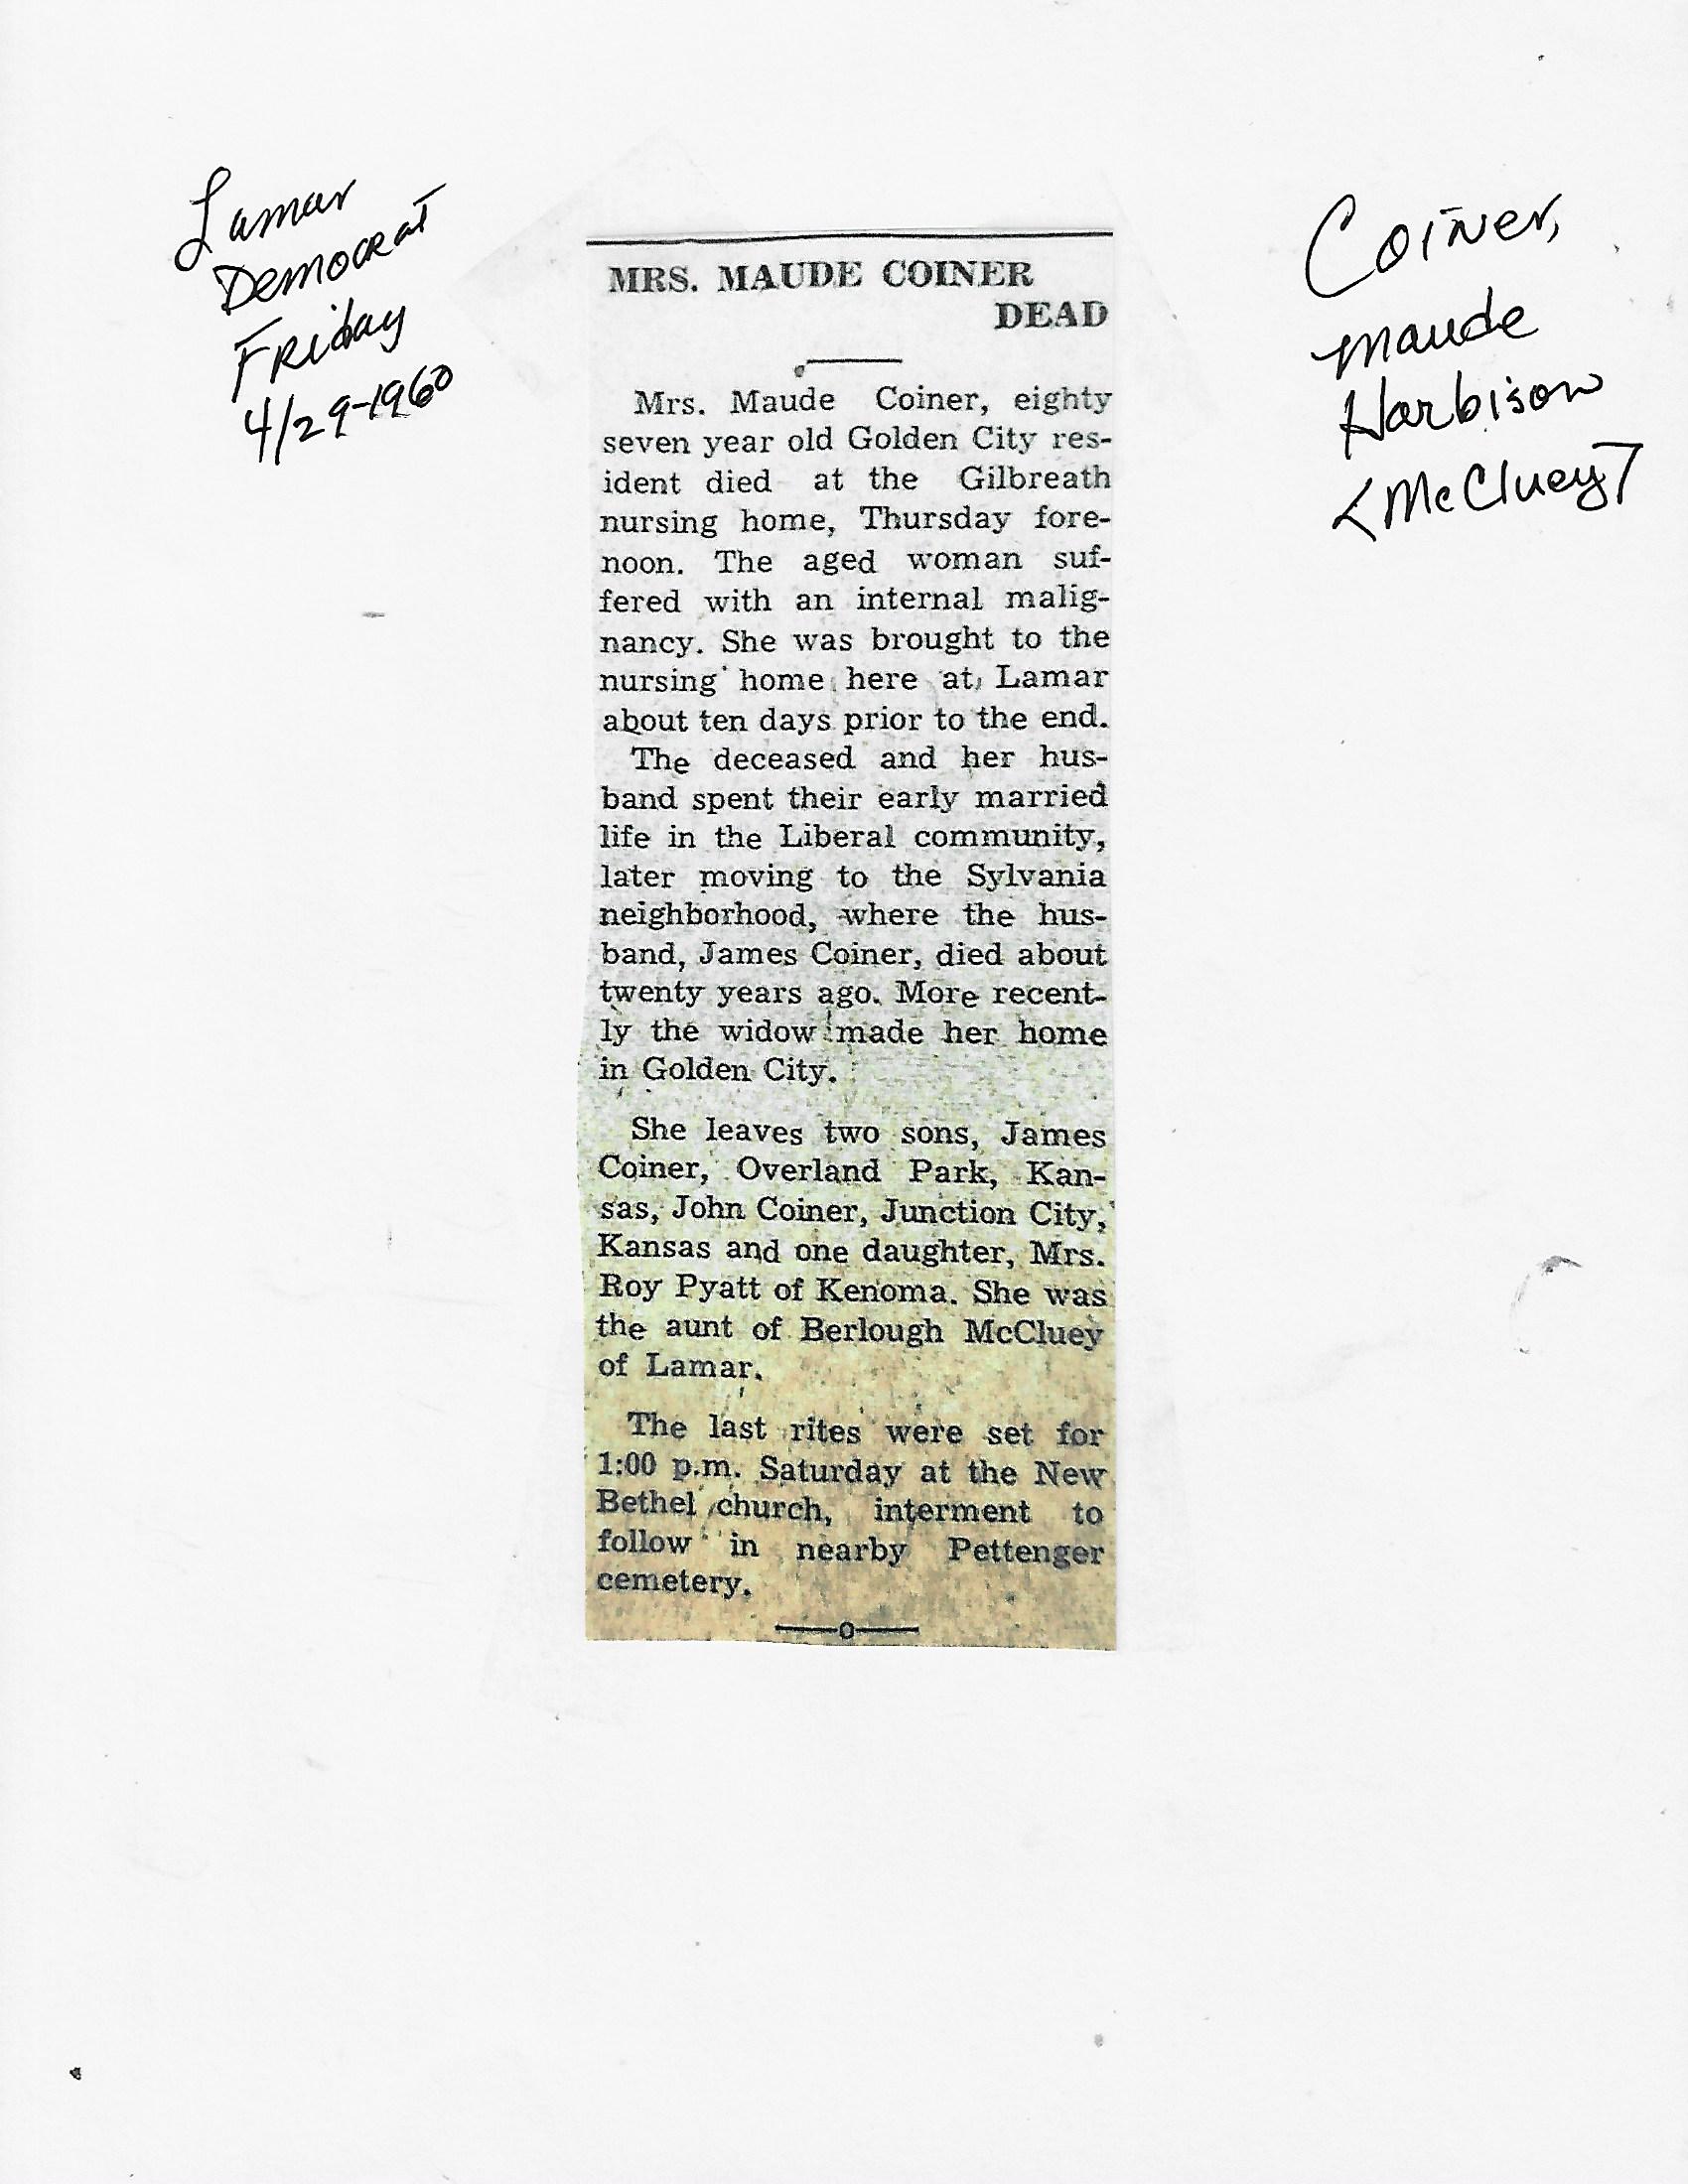 Lamar
Democrat
Friday
4/29-1960
Coiner,
Maude
Harbison
<McCluey>
MRS. MAUDE COINER
DEAD
Mrs. Maude Coiner, eighty
seven year old Golden City res-
ident died at the Gilbreath
nursing home, Thursday fore-
noon. The aged woman suf-
fered with an internal malig-
nancy. She was brought to the
nursing home here at Lamar
about ten days prior to the end.
The deceased and her hus-
band spent their early married
life in the Liberal community,
later moving to the Sylvania
neighborhood, where the hus-
band, James Coiner, died about
twenty years ago. More recent-
ly the widow made her home
in Golden City.
She leaves two sons, James
Coiner, Overland Park, Kan-
sas, John Coiner, Junction City,
Kansas and one daughter, Mrs.
Roy Pyatt of Kenoma. She was
the aunt of Berlough McCluey
of Lamar.
The last rites were set for
1:00 p.m. Saturday at the New
Bethel church, interment to
follow in nearby Pettenger
cemetery.
——o——